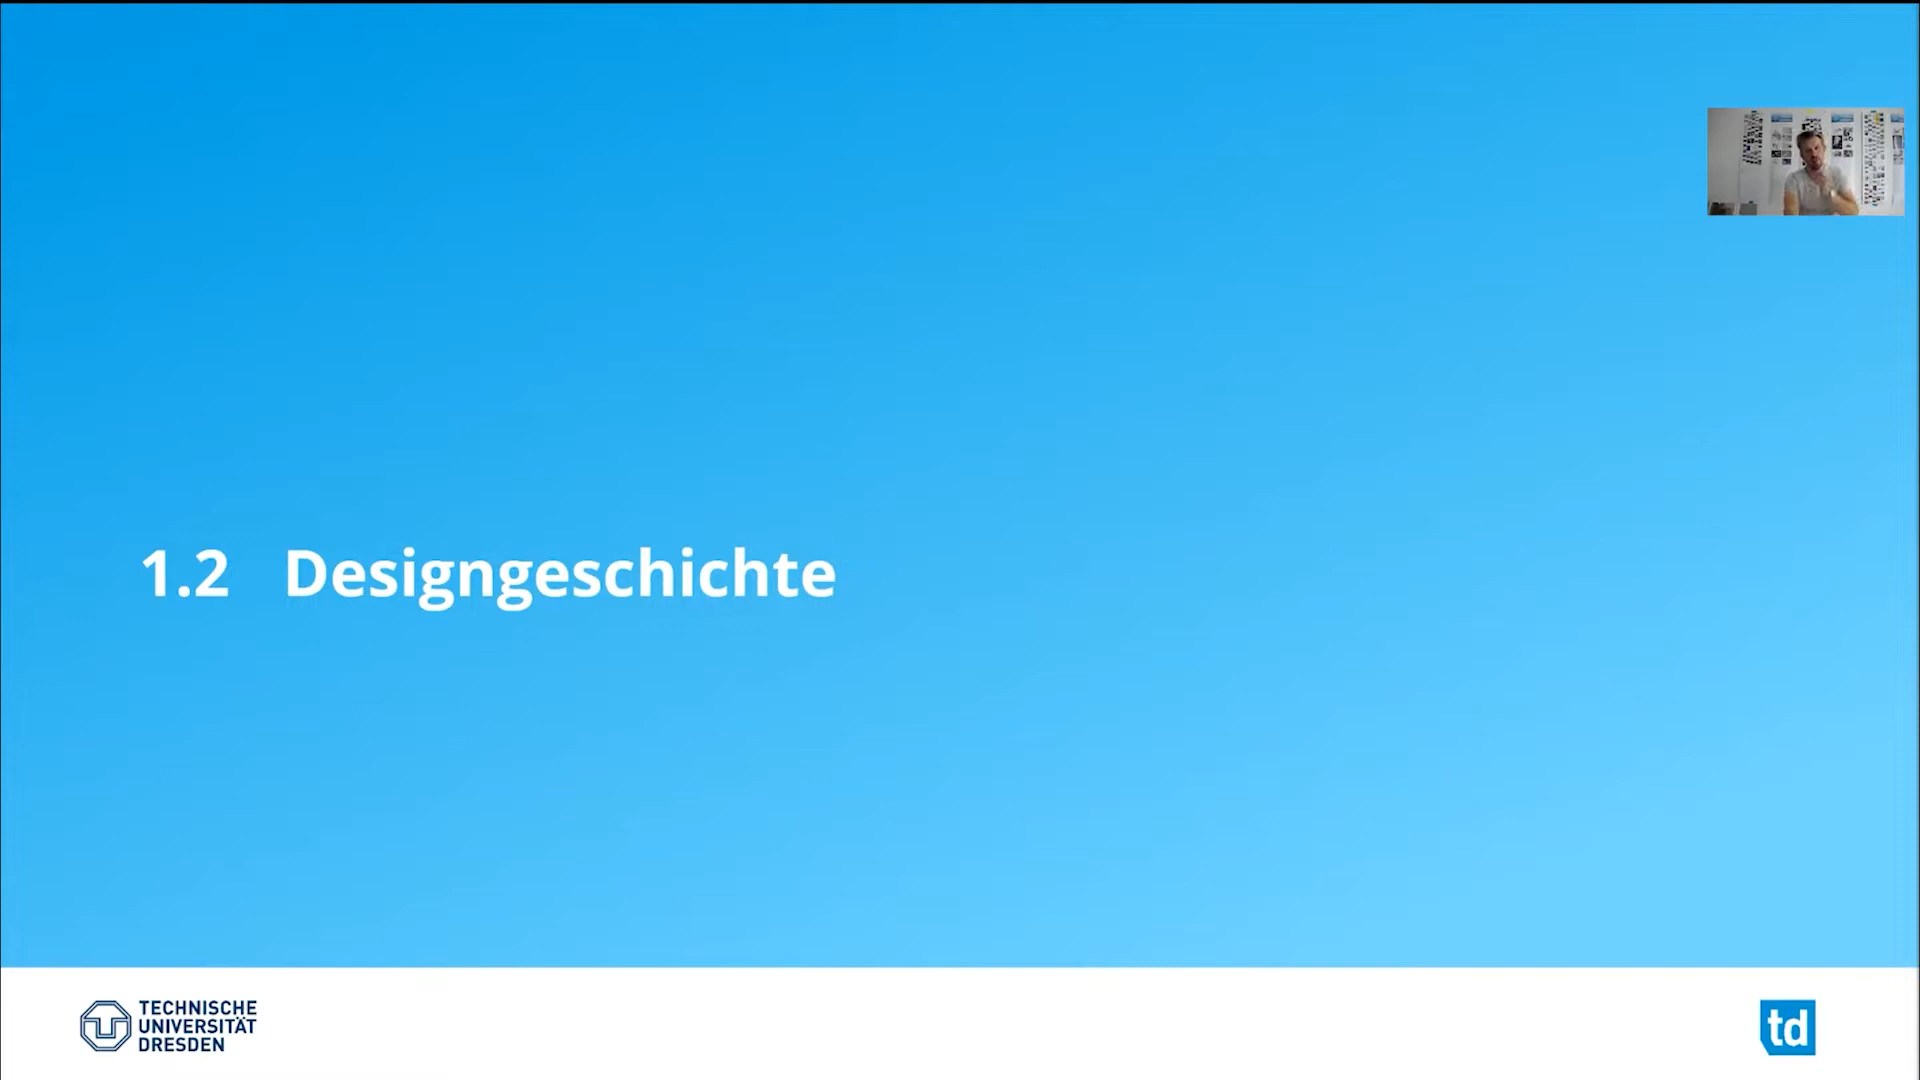 1.2 Designgeschichte
TECHNISCHE
UNIVERSITÄT
DRESDEN
td